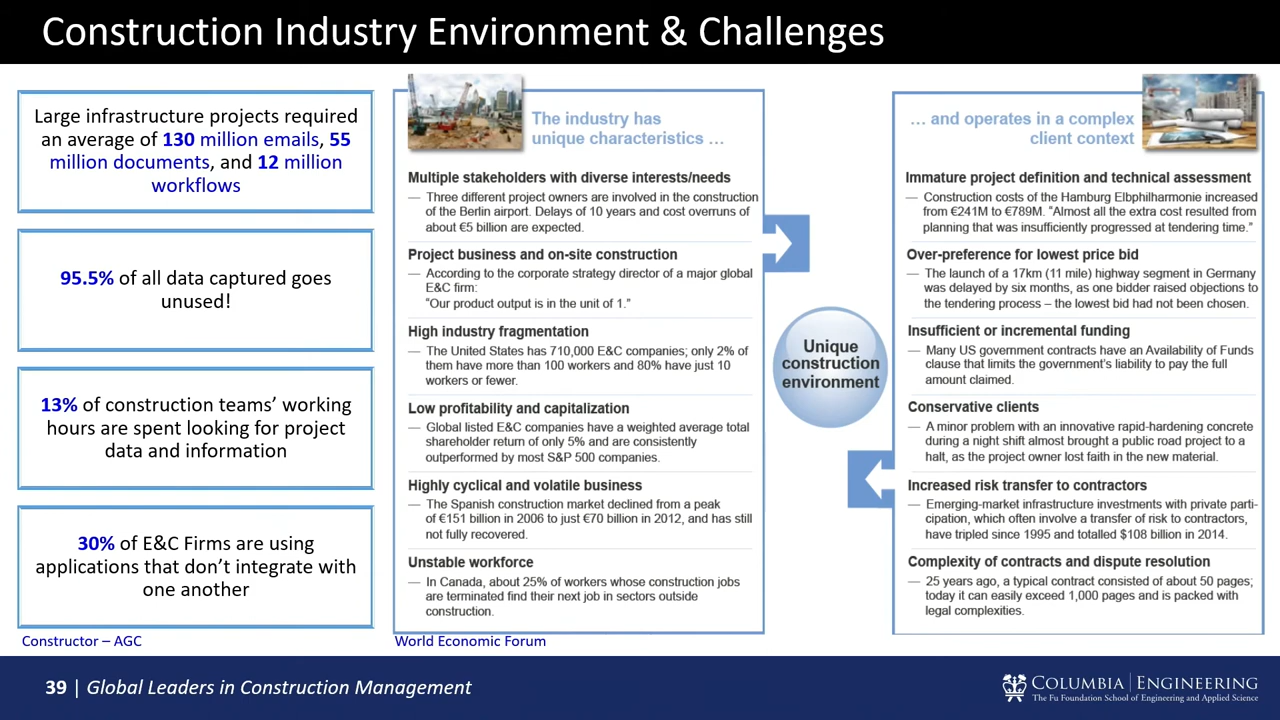 Construction Industry Environment & Challenges
Large infrastructure projects required
an average of 130 million emails, 55
million documents, and 12 million
workflows
95.5% of all data captured goes
unused!
13% of construction teams’ working
hours are spent looking for project
data and information
30% of E&C Firms are using
applications that don’t integrate with
one another
Constructor – AGC
The industry has
unique characteristics …
Multiple stakeholders with diverse interests/needs
— Three different project owners are involved in the construction
of the Berlin airport. Delays of 10 years and cost overruns of
about €5 billion are expected.
Project business and on-site construction
— According to the corporate strategy director of a major global
E&C firm:
“Our product output is in the unit of 1.”
High industry fragmentation
— The United States has 710,000 E&C companies; only 2% of
them have more than 100 workers and 80% have just 10
workers or fewer.
Low profitability and capitalization
— Global listed E&C companies have a weighted average total
shareholder return of only 5% and are consistently
outperformed by most S&P 500 companies.
Highly cyclical and volatile business
— The Spanish construction market declined from a peak
of €151 billion in 2006 to just €70 billion in 2012, and has still
not fully recovered.
Unstable workforce
— In Canada, about 25% of workers whose construction jobs
are terminated find their next job in sectors outside
construction.
World Economic Forum
Unique
construction
environment
… and operates in a complex
client context
Immature project definition and technical assessment
— Construction costs of the Hamburg Elbphilharmonie increased
from €241M to €789M. “Almost all the extra cost resulted from
planning that was insufficiently progressed at tendering time.”
Over-preference for lowest price bid
— The launch of a 17km (11 mile) highway segment in Germany
was delayed by six months, as one bidder raised objections to
the tendering process – the lowest bid had not been chosen.
Insufficient or incremental funding
— Many US government contracts have an Availability of Funds
clause that limits the government’s liability to pay the full
amount claimed.
Conservative clients
— A minor problem with an innovative rapid-hardening concrete
during a night shift almost brought a public road project to a
halt, as the project owner lost faith in the new material.
Increased risk transfer to contractors
— Emerging-market infrastructure investments with private parti-
cipation, which often involve a transfer of risk to contractors,
have tripled since 1995 and totalled $108 billion in 2014.
Complexity of contracts and dispute resolution
— 25 years ago, a typical contract consisted of about 50 pages;
today it can easily exceed 1,000 pages and is packed with
legal complexities.
39 | Global Leaders in Construction Management
COLUMBIA | ENGINEERING
The Fu Foundation School of Engineering and Applied Science